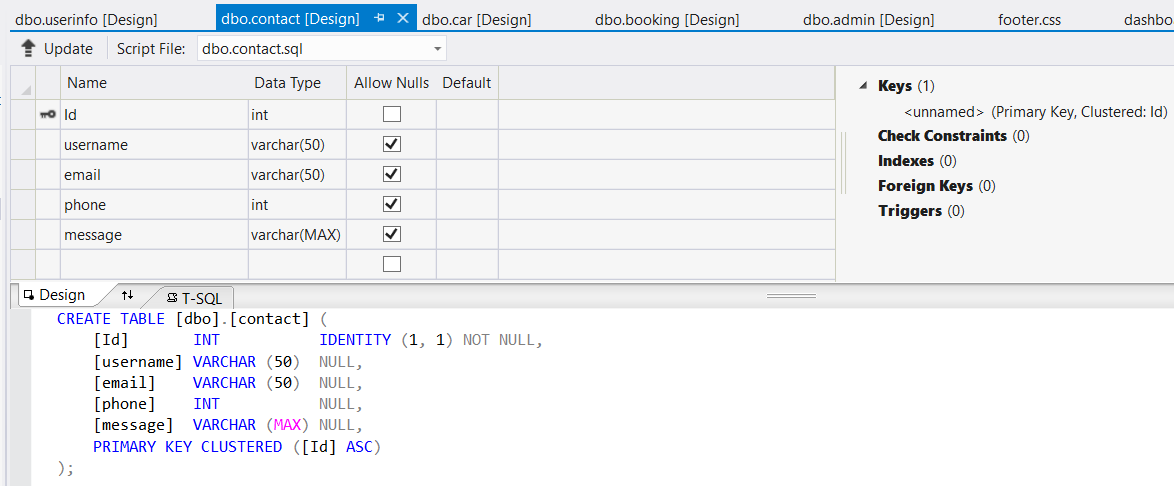 dbo.userinfo [Design] dbo.contact [Design] dbo.car [Design] dbo.booking [Design] dbo.admin [Design] footer.css dashbo
Update Script File: dbo.contact.sql
Name Data Type Allow Nulls Default
Id int
username varchar(50)
email varchar(50)
phone int
message varchar(MAX)
Keys (1)
<unnamed> (Primary Key, Clustered: Id)
Check Constraints (0)
Indexes (0)
Foreign Keys (0)
Triggers (0)
Design T-SQL
CREATE TABLE [dbo].[contact] (
[Id] INT IDENTITY (1, 1) NOT NULL,
[username] VARCHAR (50) NULL,
[email] VARCHAR (50) NULL,
[phone] INT NULL,
[message] VARCHAR (MAX) NULL,
PRIMARY KEY CLUSTERED ([Id] ASC)
);